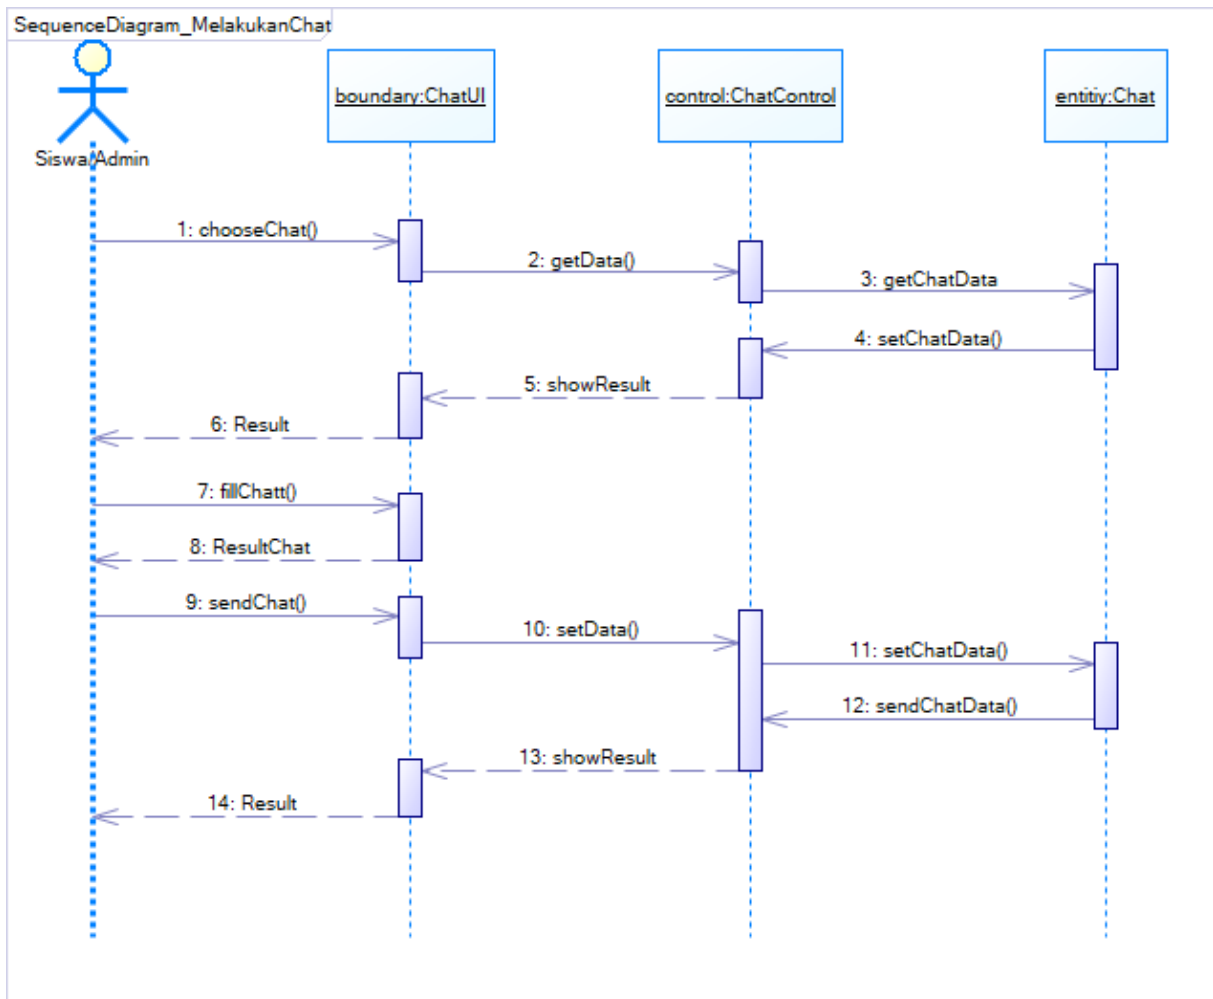 SequenceDiagram_MelakukanChat
boundary:ChatUI
control:ChatControl
entitiy:Chat
Siswa/Admin
1: chooseChat()
2: getData()
3: getChatData
4: setChatData()
5: showResult
6: Result
7: fillChatt()
8: ResultChat
9: sendChat()
10: setData()
11: setChatData()
12: sendChatData()
13: showResult
14: Result